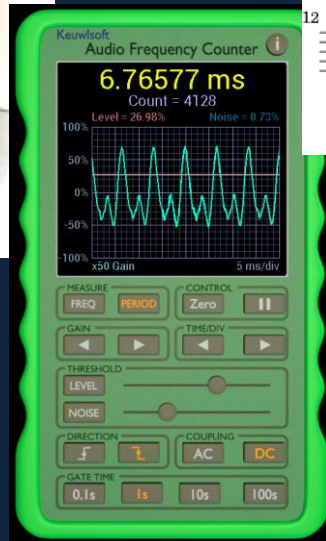 12
Keuwlsoft
Audio Frequency Counter i
6.76577 ms
Count = 4128
Level = 26.98% Noise = 0.73%
100%
50%
0%
-50%
-100%
x50 Gain 5 ms/div
MEASURE CONTROL
FREQ PERIOD Zero
GAIN TIME/DIV
THRESHOLD
LEVEL
NOISE
DIRECTION COUPLING
AC DC
GATE TIME
0.1s 1s 10s 100s